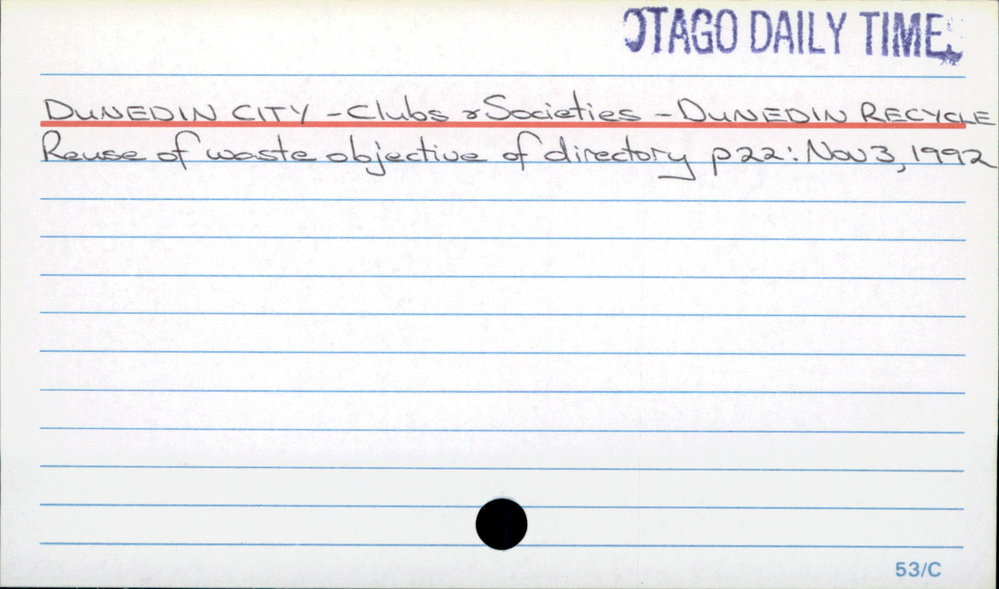 OTAGO DAILY TIMES
DUNEDIN CITY - Clubs & Societies - DUNEDIN RECYCLE
Reuse of waste objective of directory p22: Nov 3, 1992
53/C